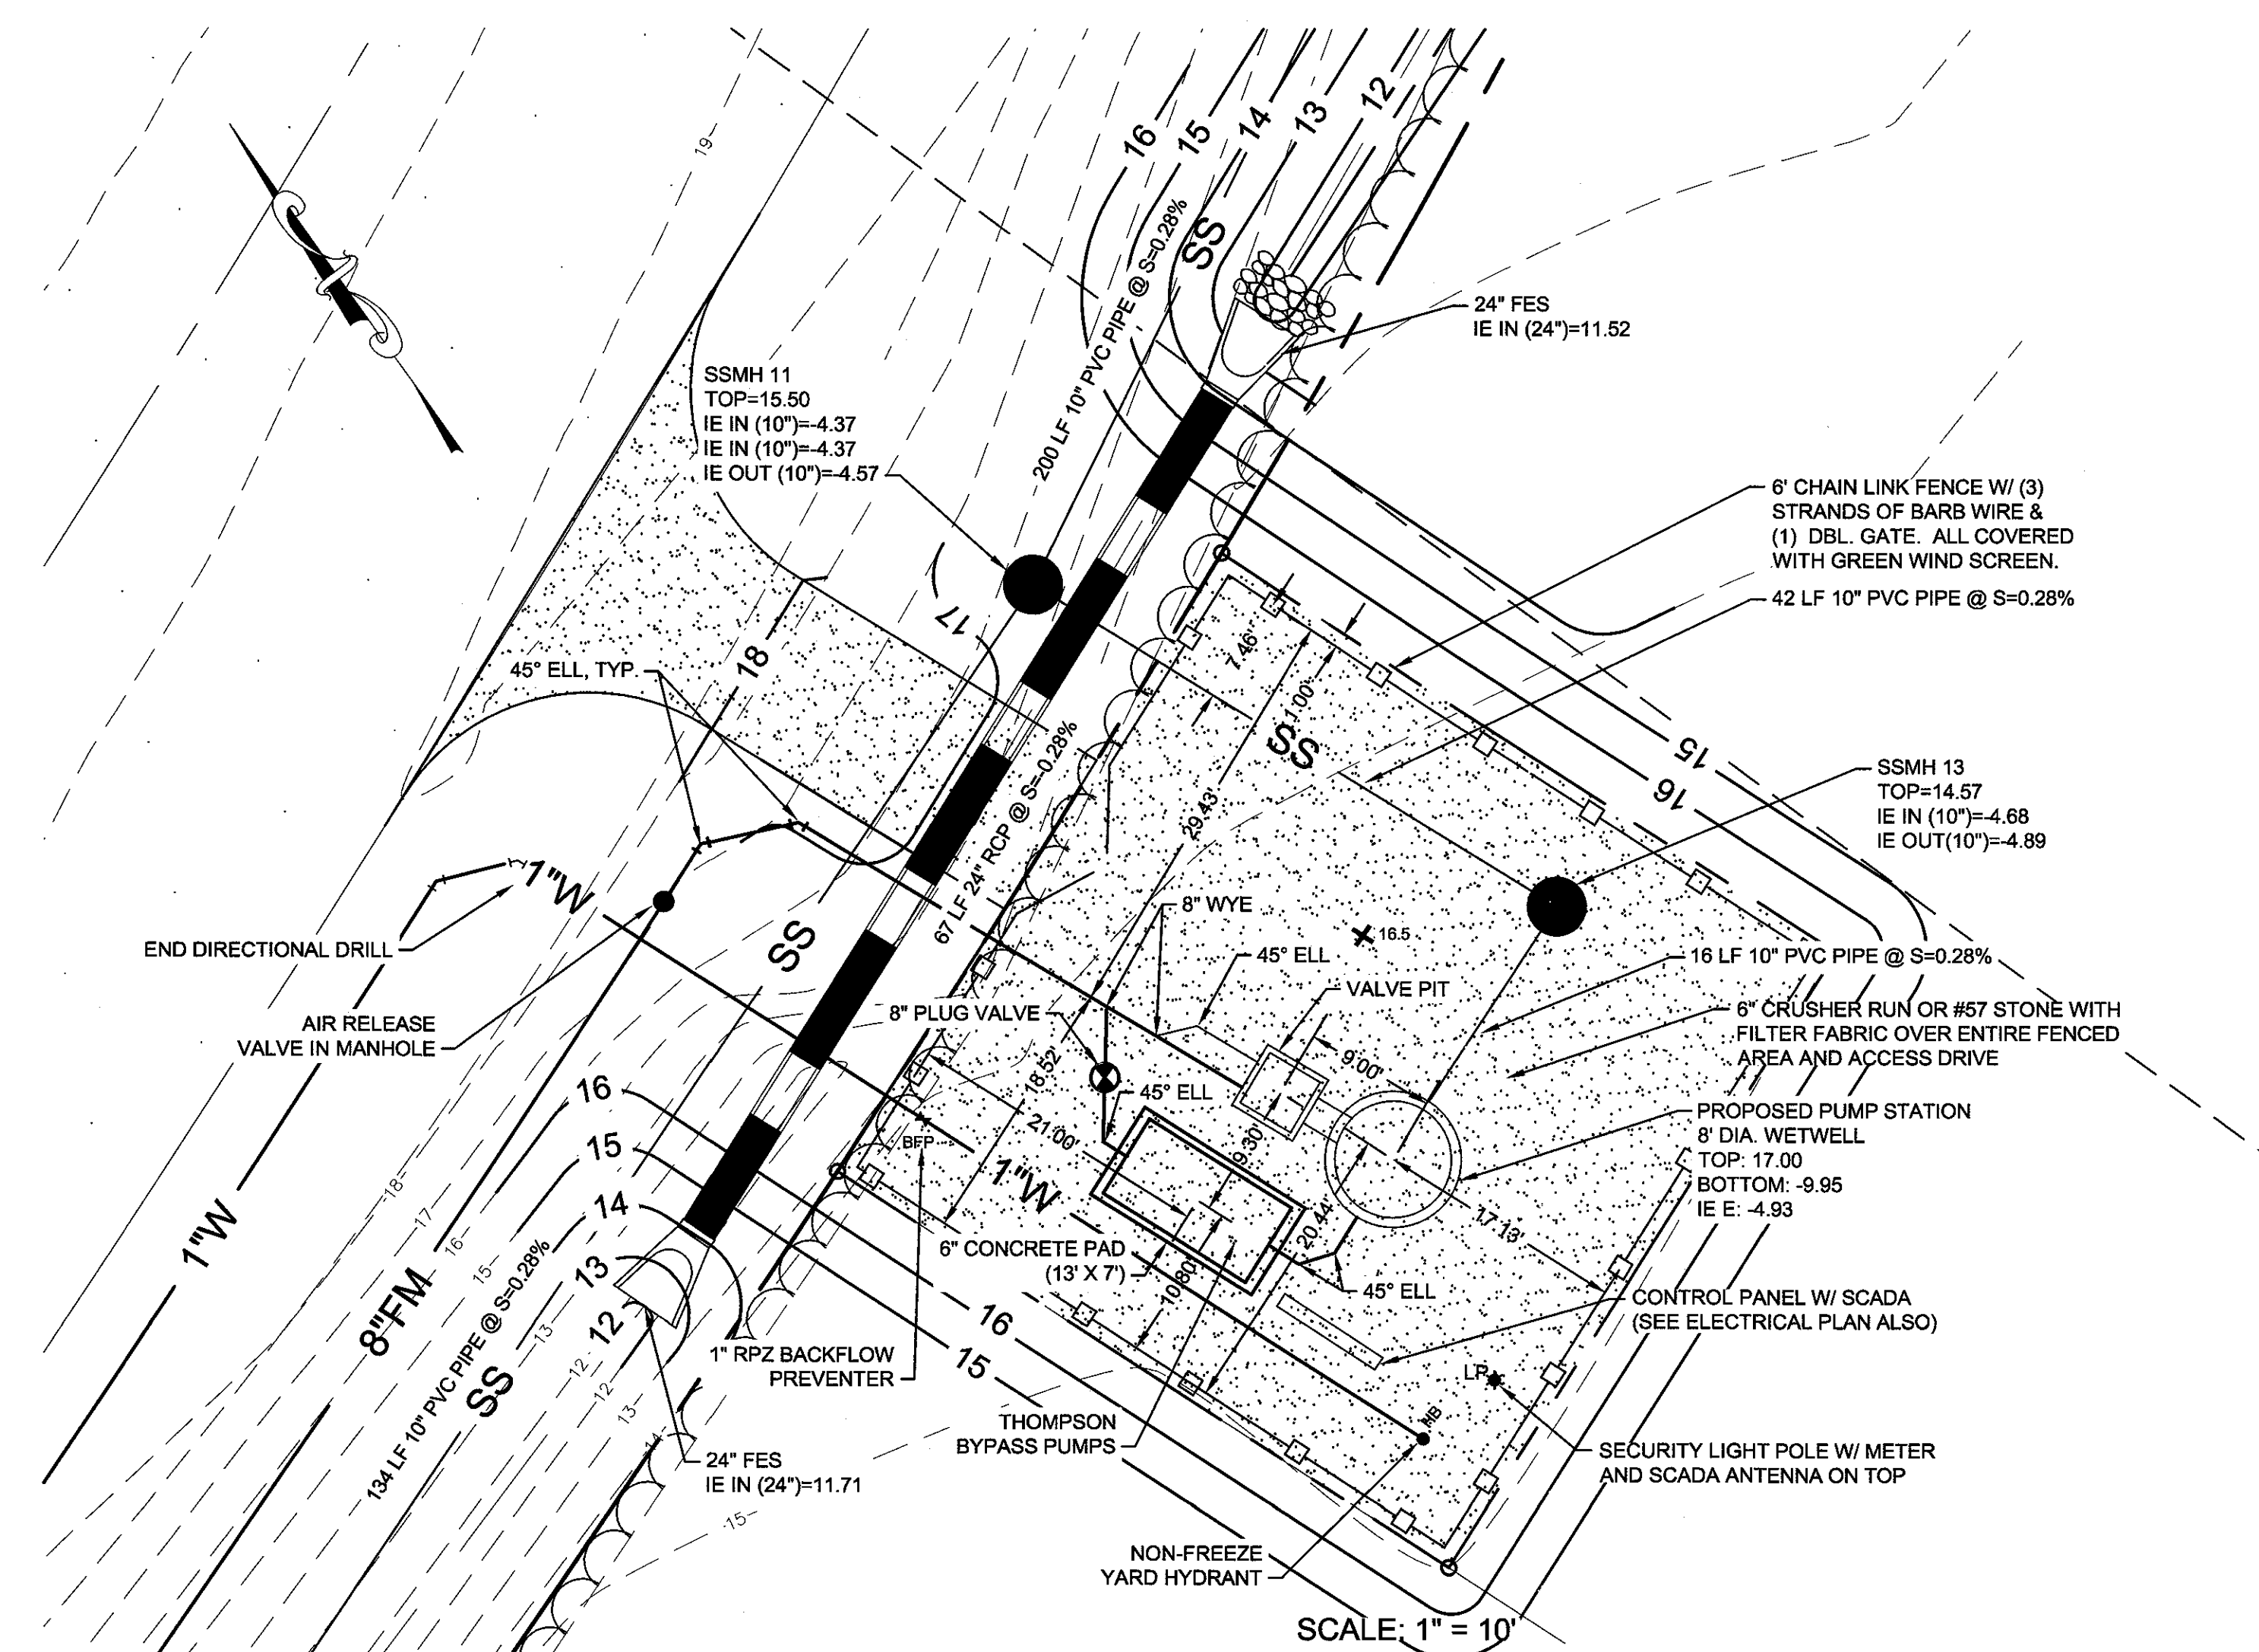 19
16
15
14
13
12
SS
200 LF 10" PVC PIPE @ S=0.28%
24" FES
IE IN (24")=11.52
SSMH 11
TOP=15.50
IE IN (10")=-4.37
IE IN (10")=-4.37
IE OUT (10")=-4.57
6' CHAIN LINK FENCE W/ (3)
STRANDS OF BARB WIRE &
(1) DBL. GATE. ALL COVERED
WITH GREEN WIND SCREEN.
42 LF 10" PVC PIPE @ S=0.28%
17
18
7.46'
11.00'
SS
45° ELL, TYP.
29.43'
67 LF 24" RCP @ S=-0.28%
15
16
SSMH 13
TOP=14.57
IE IN (10")=-4.68
IE OUT(10")=-4.89
1"W
8" WYE
16.5
45° ELL
END DIRECTIONAL DRILL
SS
16 LF 10" PVC PIPE @ S=0.28%
VALVE PIT
8" PLUG VALVE
6" CRUSHER RUN OR #57 STONE WITH
FILTER FABRIC OVER ENTIRE FENCED
AREA AND ACCESS DRIVE
AIR RELEASE
VALVE IN MANHOLE
18.52'
9.00'
45° ELL
16
15
14
13
12
BFP
21.00'
9.30'
1"W
PROPOSED PUMP STATION
8' DIA. WETWELL
TOP: 17.00
BOTTOM: -9.95
IE E: -4.93
18
17
16
15
13
12
12
13
14
1"W
8"FM
134 LF 10" PVC PIPE @ S=0.28%
SS
20.44'
17.13'
6" CONCRETE PAD
(13' X 7')
10.80'
45° ELL
CONTROL PANEL W/ SCADA
(SEE ELECTRICAL PLAN ALSO)
16
15
1" RPZ BACKFLOW
PREVENTER
LP
HB
THOMPSON
BYPASS PUMPS
SECURITY LIGHT POLE W/ METER
AND SCADA ANTENNA ON TOP
24" FES
IE IN (24")=11.71
15
NON-FREEZE
YARD HYDRANT
SCALE: 1" = 10'